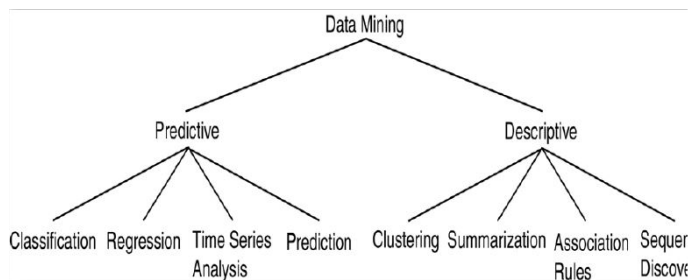 Data Mining
Predictive
Descriptive
Classification
Regression
Time Series
Analysis
Prediction
Clustering
Summarization
Association
Rules